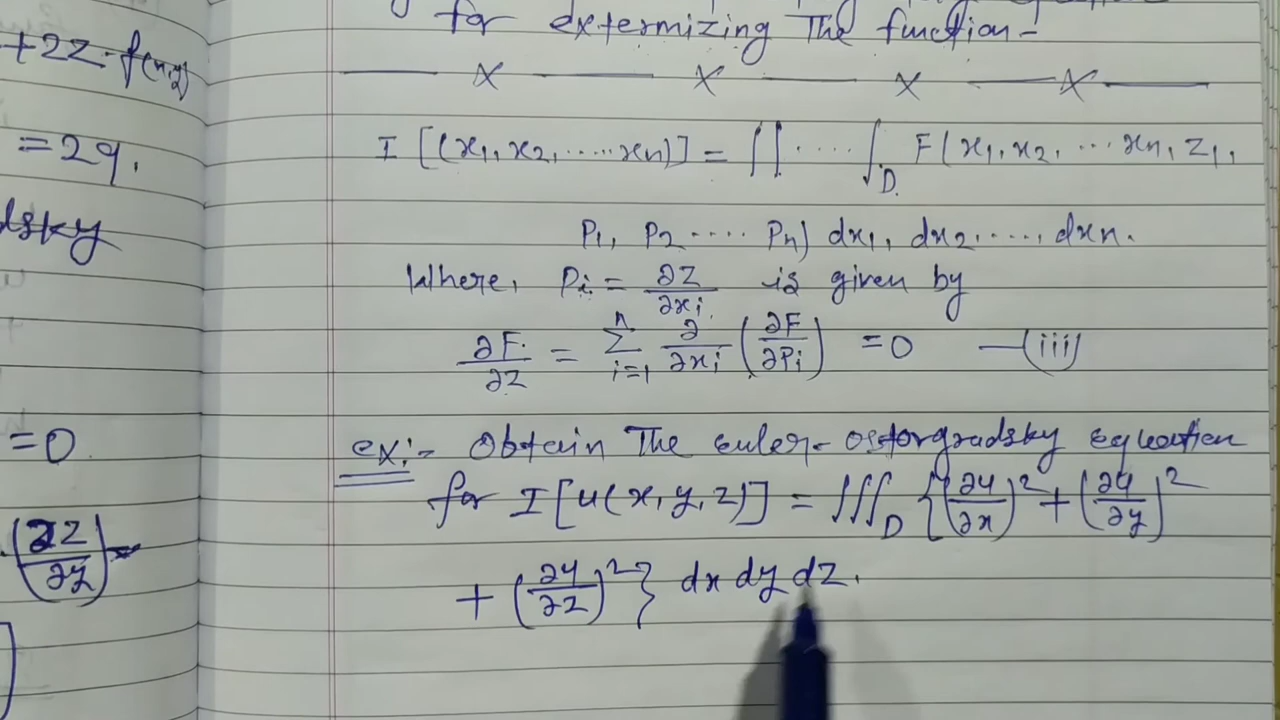 +2z·f(x,y)
= 2q.
= 0
(∂z/∂y) -
for extermizing The function -
I [(x1, x2, ..... xn)] = ∫∫ .... ∫D F(x1, x2, ... xn, z1,
P1, P2 .... Pn) dx1, dx2, ...., dxn.
Where, Pi = ∂z/∂xi is given by
∂F/∂z = Σ i=1 n ∂/∂xi (∂F/∂Pi) = 0 —(iii)
ex:- Obtain The euler-ostorgradsky equation
for I [u(x, y, z)] = ∫∫∫D {(∂u/∂x)² + (∂u/∂y)²
+ (∂u/∂z)²} dx dy dz.